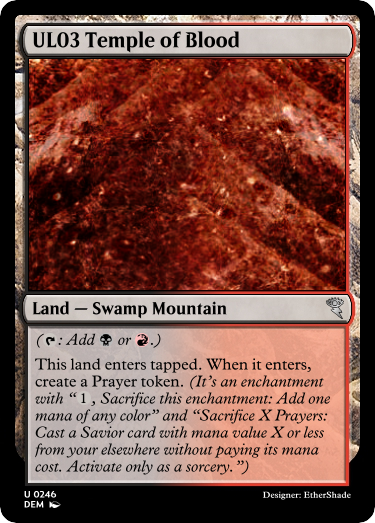 UL03 Temple of Blood
Land — Swamp Mountain
(: Add or .)
This land enters tapped. When it enters,
create a Prayer token. (It's an enchantment
with “ 1 , Sacrifice this enchantment: Add one
mana of any color” and “Sacrifice X Prayers:
Cast a Savior card with mana value X or less
from your elsewhere without paying its mana
cost. Activate only as a sorcery.”)
U 0246
DEM
Designer: EtherShade